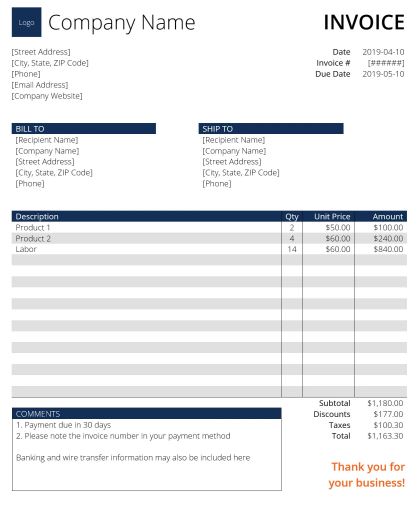 Logo
Company Name
INVOICE
[Street Address]
[City, State, ZIP Code]
[Phone]
[Email Address]
[Company Website]
Date 2019-04-10
Invoice # [######]
Due Date 2019-05-10
BILL TO
[Recipient Name]
[Company Name]
[Street Address]
[City, State, ZIP Code]
[Phone]
SHIP TO
[Recipient Name]
[Company Name]
[Street Address]
[City, State, ZIP Code]
[Phone]
Description Qty Unit Price Amount
Product 1 2 $50.00 $100.00
Product 2 4 $60.00 $240.00
Labor 14 $60.00 $840.00
Subtotal $1,180.00
Discounts $177.00
Taxes $100.30
Total $1,163.30
COMMENTS
1. Payment due in 30 days
2. Please note the invoice number in your payment method
Banking and wire transfer information may also be included here
Thank you for
your business!